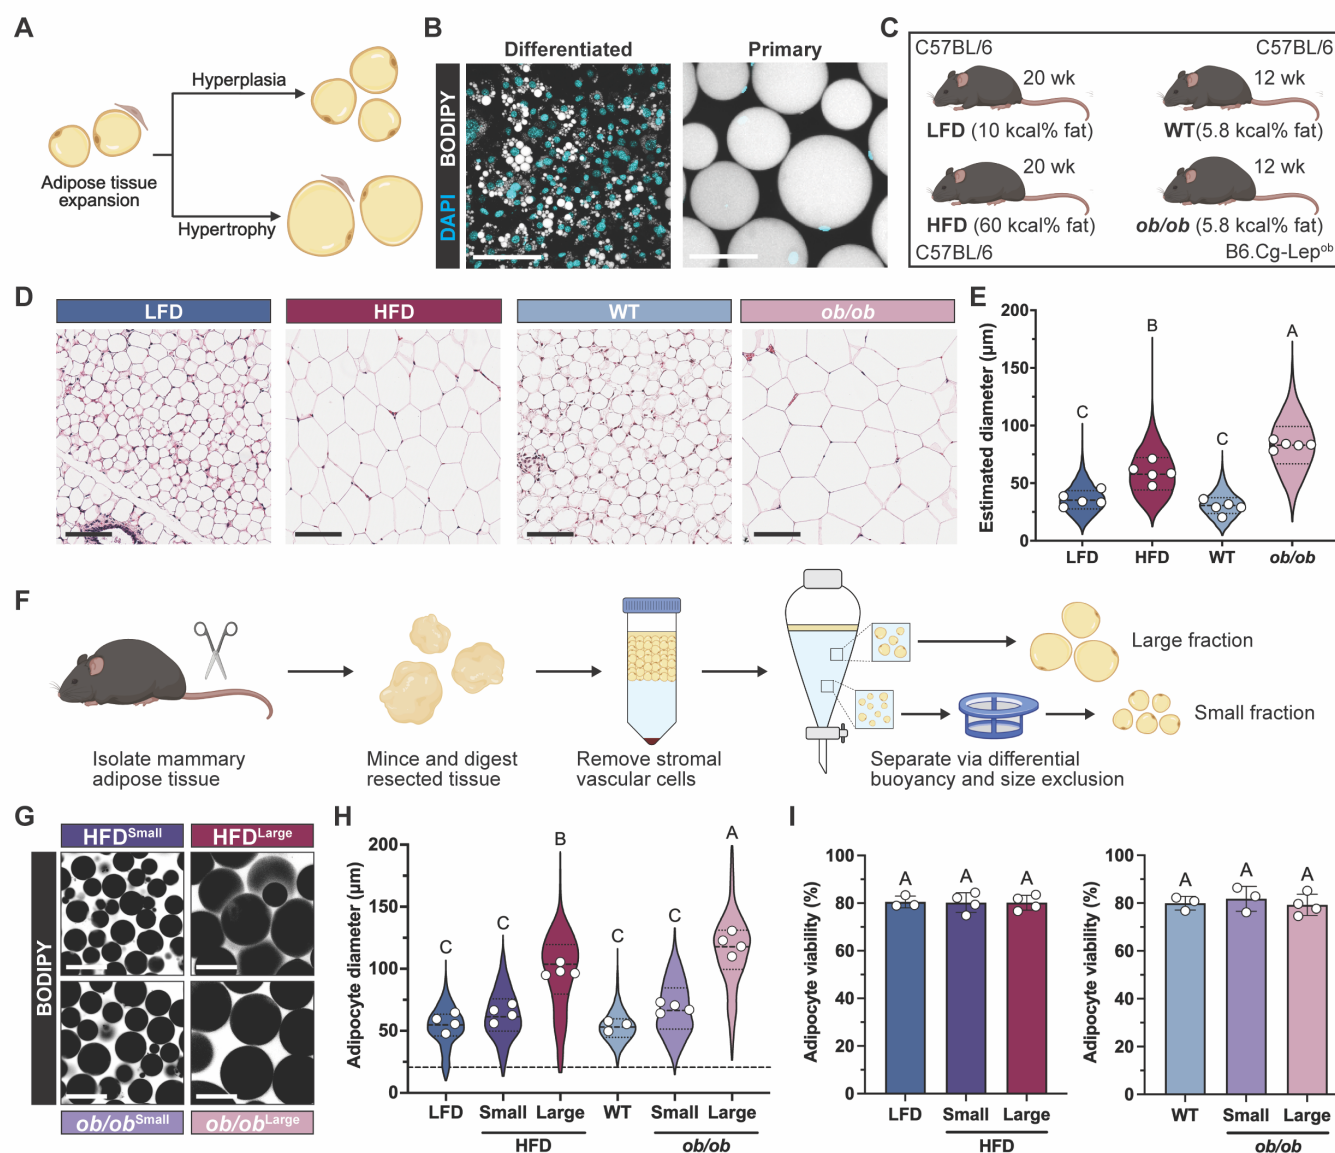 A
Hyperplasia
Adipose tissue
expansion
Hypertrophy
B
Differentiated
Primary
DAPI BODIPY
C
C57BL/6
C57BL/6
20 wk
12 wk
LFD (10 kcal% fat)
WT(5.8 kcal% fat)
20 wk
12 wk
HFD (60 kcal% fat)
ob/ob (5.8 kcal% fat)
C57BL/6
B6.Cg-Lepᵒᵇ
D
LFD
HFD
WT
ob/ob
E
Estimated diameter (µm)
200
150
100
50
0
C
B
C
A
LFD
HFD
WT
ob/ob
F
Isolate mammary
adipose tissue
Mince and digest
resected tissue
Remove stromal
vascular cells
Separate via differential
buoyancy and size exclusion
Large fraction
Small fraction
G
BODIPY
HFDSmall
HFDLarge
ob/obSmall
ob/obLarge
H
Adipocyte diameter (µm)
200
150
100
50
0
C
C
B
C
C
A
LFD
Small
Large
WT
Small
Large
HFD
ob/ob
I
Adipocyte viability (%)
100
80
60
40
20
0
A
A
A
LFD
Small
Large
HFD
Adipocyte viability (%)
100
80
60
40
20
0
A
A
A
WT
Small
Large
ob/ob